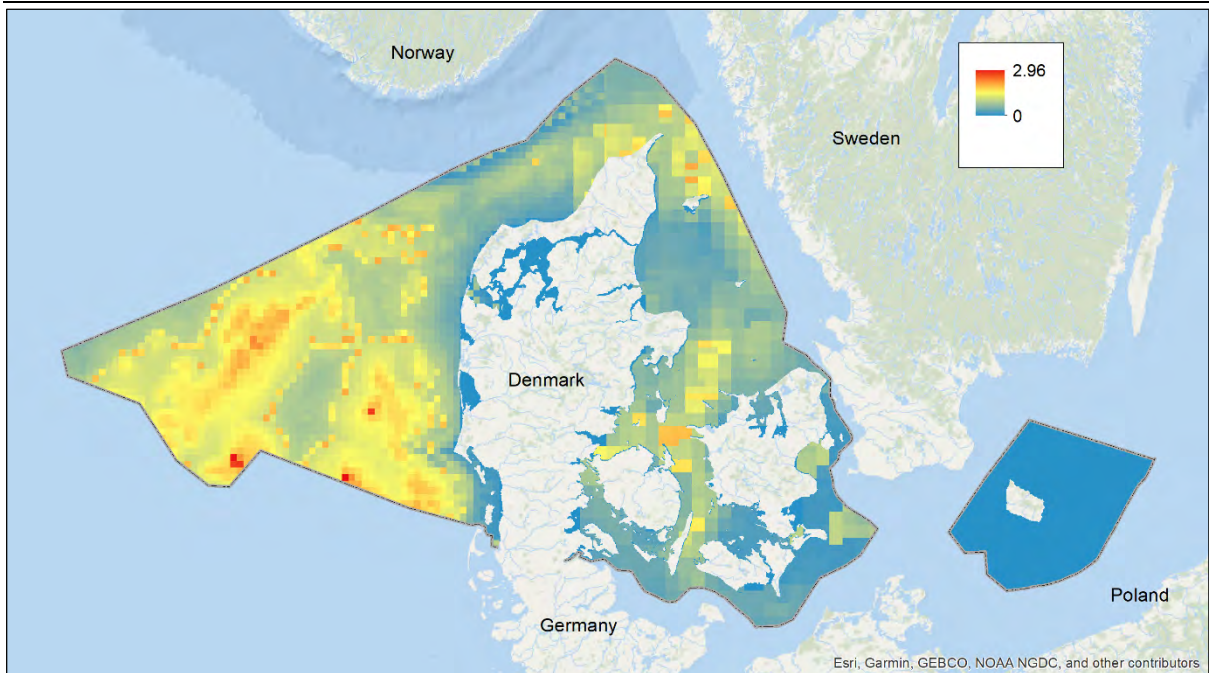 Norway
2.96
0
Sweden
Denmark
Poland
Germany
Esri, Garmin, GEBCO, NOAA NGDC, and other contributors